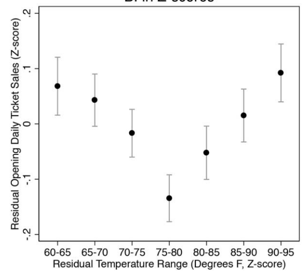 .2
.1
0
-.1
-.2
Residual Opening Daily Ticket Sales (Z-score)
60-65 65-70 70-75 75-80 80-85 85-90 90-95
Residual Temperature Range (Degrees F, Z-score)